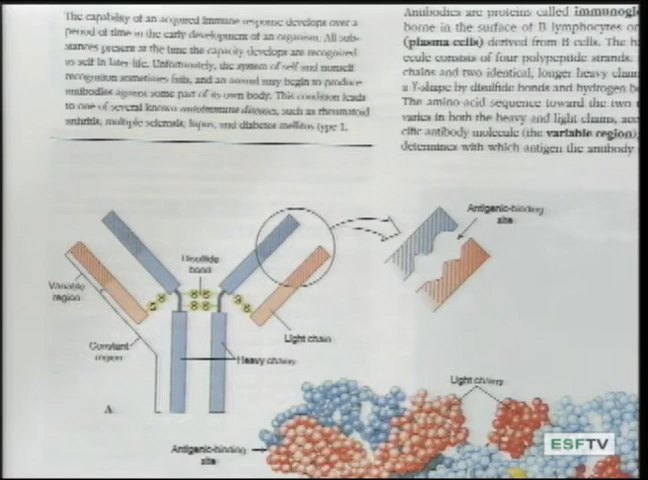 The capability of an acquired immune response develops over a
period of time in the early development of an organism. All sub-
stances present at the time the capacity develops are recognized
as self in later life. Unfortunately, the system of self and nonself
recognition sometimes fails, and an animal may begin to produce
antibodies against some part of its own body. This condition leads
to one of several known autoimmune diseases, such as rheumatoid
arthritis, multiple sclerosis, lupus, and diabetes mellitus type 1.
Antibodies are proteins called immunogl
borne in the surface of B lymphocytes or
(plasma cells) derived from B cells. The b
ecule consists of four polypeptide strands:
chains and two identical, longer heavy chai
a Y-shape by disulfide bonds and hydrogen b
The amino acid sequence toward the two
varies in both the heavy and light chains, acc
cific antibody molecule (the variable region),
determines with which antigen the antibody
Antigenic-binding
site
Disulfide
bond
Variable
region
Constant
region
Light chain
Heavy chains
A
Light chains
Antigenic-binding
site
ESFTV